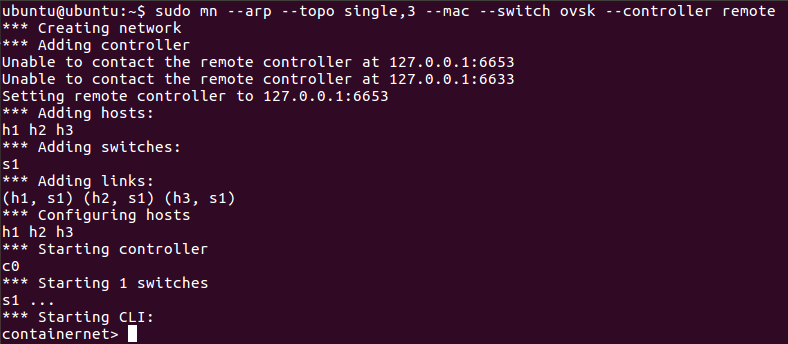 ubuntu@ubuntu:~$ sudo mn --arp --topo single,3 --mac --switch ovsk --controller remote
*** Creating network
*** Adding controller
Unable to contact the remote controller at 127.0.0.1:6653
Unable to contact the remote controller at 127.0.0.1:6633
Setting remote controller to 127.0.0.1:6653
*** Adding hosts:
h1 h2 h3
*** Adding switches:
s1
*** Adding links:
(h1, s1) (h2, s1) (h3, s1)
*** Configuring hosts
h1 h2 h3
*** Starting controller
c0
*** Starting 1 switches
s1 ...
*** Starting CLI:
containernet>